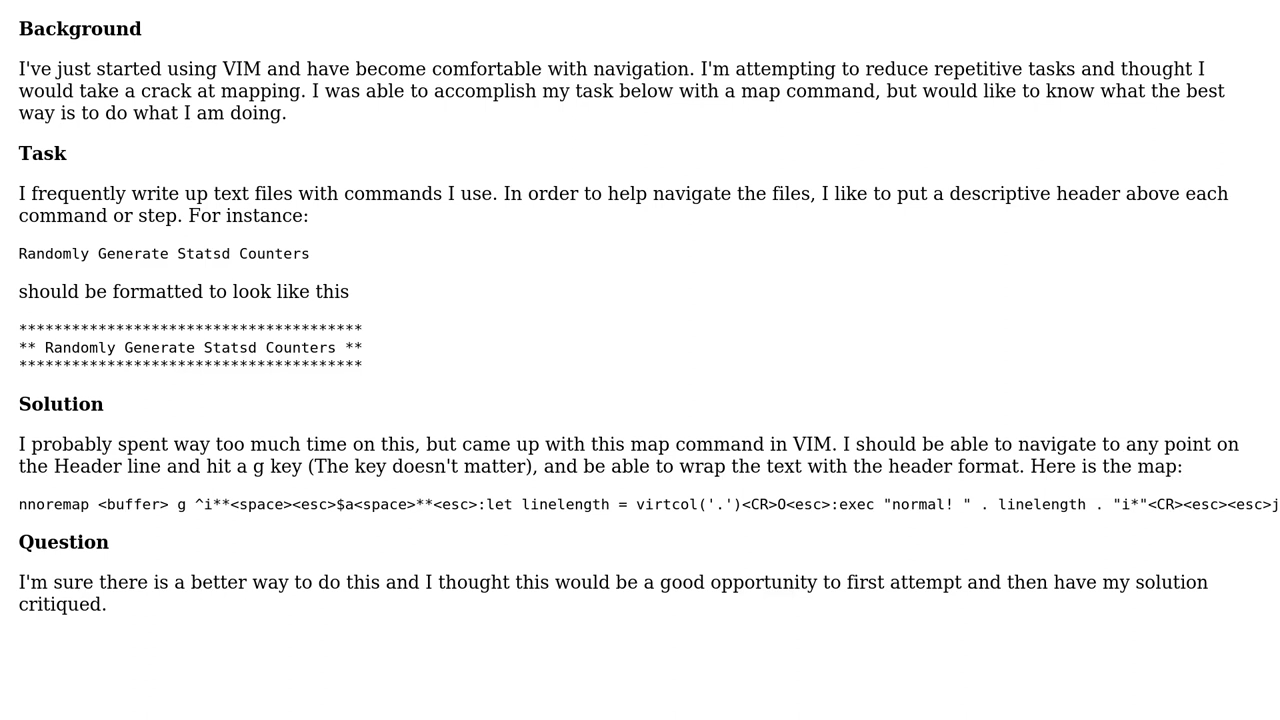 Background
I've just started using VIM and have become comfortable with navigation. I'm attempting to reduce repetitive tasks and thought I
would take a crack at mapping. I was able to accomplish my task below with a map command, but would like to know what the best
way is to do what I am doing.
Task
I frequently write up text files with commands I use. In order to help navigate the files, I like to put a descriptive header above each
command or step. For instance:
Randomly Generate Statsd Counters
should be formatted to look like this
***************************************
** Randomly Generate Statsd Counters **
***************************************
Solution
I probably spent way too much time on this, but came up with this map command in VIM. I should be able to navigate to any point on
the Header line and hit a g key (The key doesn't matter), and be able to wrap the text with the header format. Here is the map:
nnoremap <buffer> g ^i**<space><esc>$a<space>**<esc>:let linelength = virtcol('.')<CR>O<esc>:exec "normal! " . linelength . "i*"<CR><esc><esc>j
Question
I'm sure there is a better way to do this and I thought this would be a good opportunity to first attempt and then have my solution
critiqued.